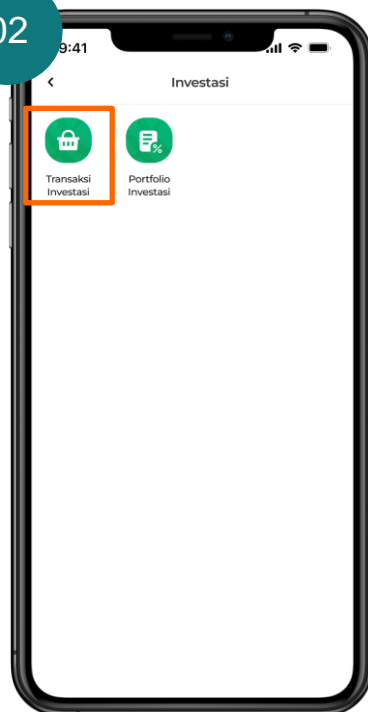 02
9:41
Investasi
%
Transaksi
Investasi
Portfolio
Investasi